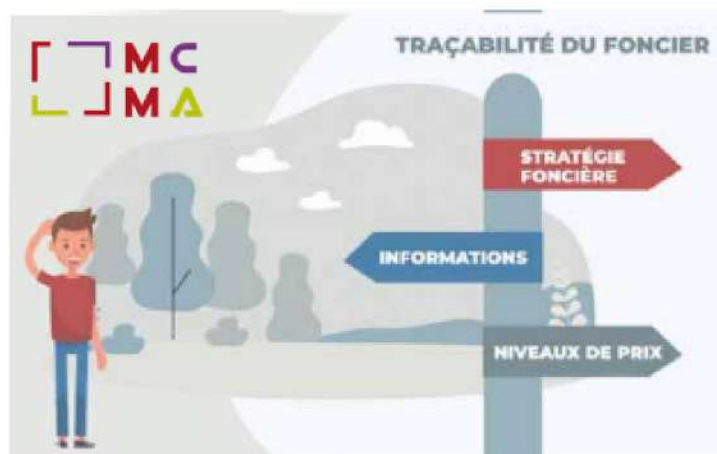 MC
MA
TRAÇABILITÉ DU FONCIER
STRATÉGIE
FONCIÈRE
INFORMATIONS
NIVEAUX DE PRIX